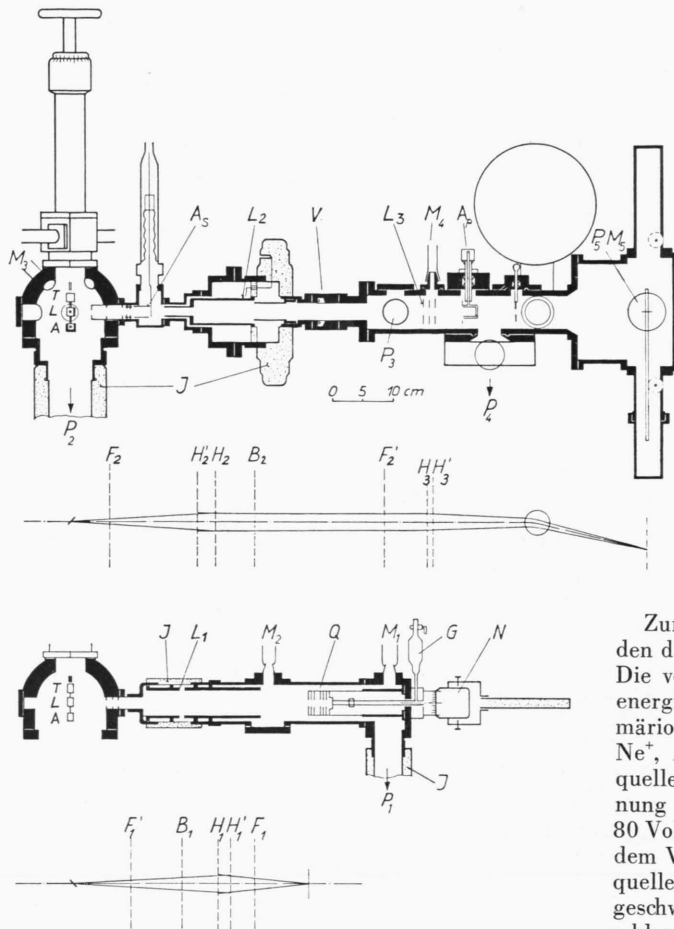 A_S L_2 V L_3 M_4 A_P
M_3
P_5 M_5
T
L
A
P_3
J
0 5 10 cm
P_2
P_4
F_2 H_2' H_2 B_2 F_2' H_3 H_3'
J L_1 M_2 Q M_1 G N
T
L
A
J
P_1
F_1' B_1 H_1 H_1' F_1
Zur
den d
Die v
energ
märio
Ne⁺,
quelle
nung
80 Vol
dem V
quelle
geschw